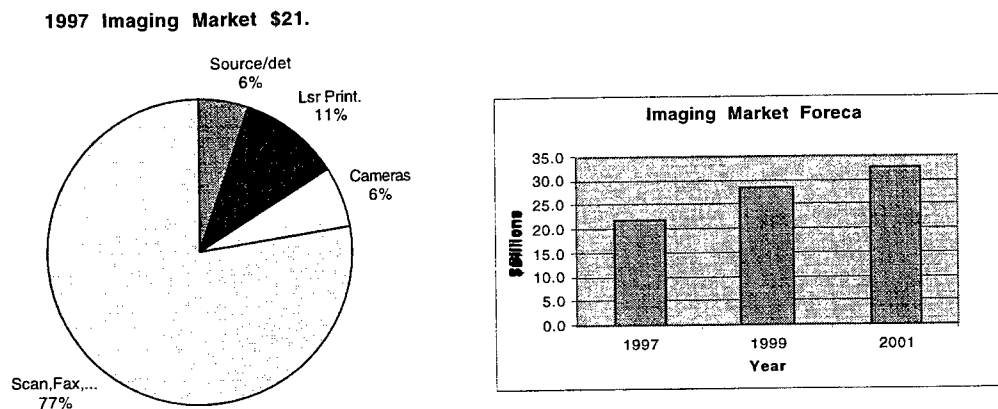 1997 Imaging Market $21.
Source/det
6%
Lsr Print.
11%
Cameras
6%
Scan,Fax,...
77%
Imaging Market Foreca
35.0
30.0
25.0
20.0
15.0
10.0
5.0
0.0
$Billions
1997
1999
2001
Year